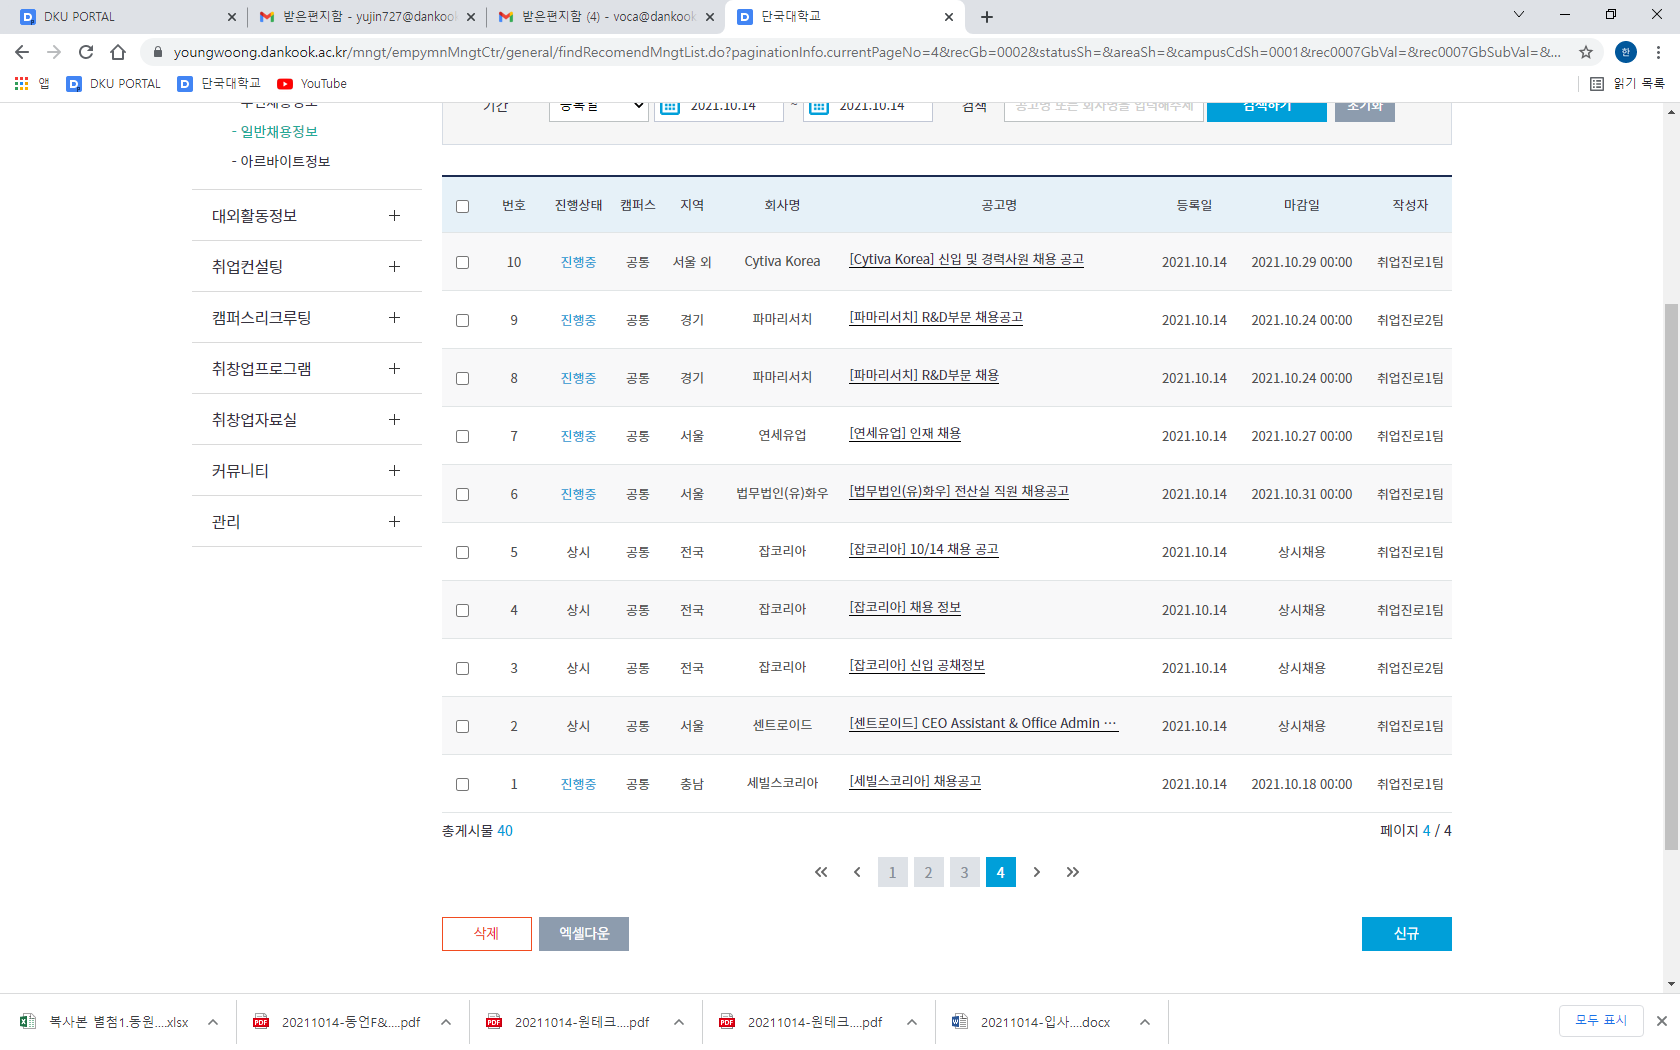 DKU PORTAL
받은편지함 - yujin727@dankook
받은편지함 (4) - voca@dankook
단국대학교
youngwoong.dankook.ac.kr/mngt/empymnMngtCtr/general/findRecomendMngtList.do?paginationInfo.currentPageNo=4&recGb=0002&statusSh=&areaSh=&campusCdSh=0001&rec0007GbVal=&rec0007GbSubVal=&...
한
앱 DKU PORTAL 단국대학교 YouTube 읽기 목록
기간 등록일 2021.10.14 ~ 2021.10.14 검색 공고명 또는 회사명을 입력해주세 검색하기 초기화
- 일반채용정보
- 아르바이트정보
대외활동정보 +
취업컨설팅 +
캠퍼스리크루팅 +
취창업프로그램 +
취창업자료실 +
커뮤니티 +
관리 +
번호 진행상태 캠퍼스 지역 회사명 공고명 등록일 마감일 작성자
10 진행중 공통 서울 외 Cytiva Korea [Cytiva Korea] 신입 및 경력사원 채용 공고 2021.10.14 2021.10.29 00:00 취업진로1팀
9 진행중 공통 경기 파마리서치 [파마리서치] R&D부문 채용공고 2021.10.14 2021.10.24 00:00 취업진로2팀
8 진행중 공통 경기 파마리서치 [파마리서치] R&D부문 채용 2021.10.14 2021.10.24 00:00 취업진로1팀
7 진행중 공통 서울 연세유업 [연세유업] 인재 채용 2021.10.14 2021.10.27 00:00 취업진로1팀
6 진행중 공통 서울 법무법인(유)화우 [법무법인(유)화우] 전산실 직원 채용공고 2021.10.14 2021.10.31 00:00 취업진로1팀
5 상시 공통 전국 잡코리아 [잡코리아] 10/14 채용 공고 2021.10.14 상시채용 취업진로1팀
4 상시 공통 전국 잡코리아 [잡코리아] 채용 정보 2021.10.14 상시채용 취업진로1팀
3 상시 공통 전국 잡코리아 [잡코리아] 신입 공채정보 2021.10.14 상시채용 취업진로2팀
2 상시 공통 서울 센트로이드 [센트로이드] CEO Assistant & Office Admin ⋯ 2021.10.14 상시채용 취업진로1팀
1 진행중 공통 충남 세빌스코리아 [세빌스코리아] 채용공고 2021.10.14 2021.10.18 00:00 취업진로1팀
총게시물 40 페이지 4 / 4
1 2 3 4
삭제 엑셀다운 신규
복사본 별첨1.동원....xlsx
20211014-동언F&....pdf
20211014-원테크....pdf
20211014-원테크....pdf
20211014-입사....docx
모두 표시